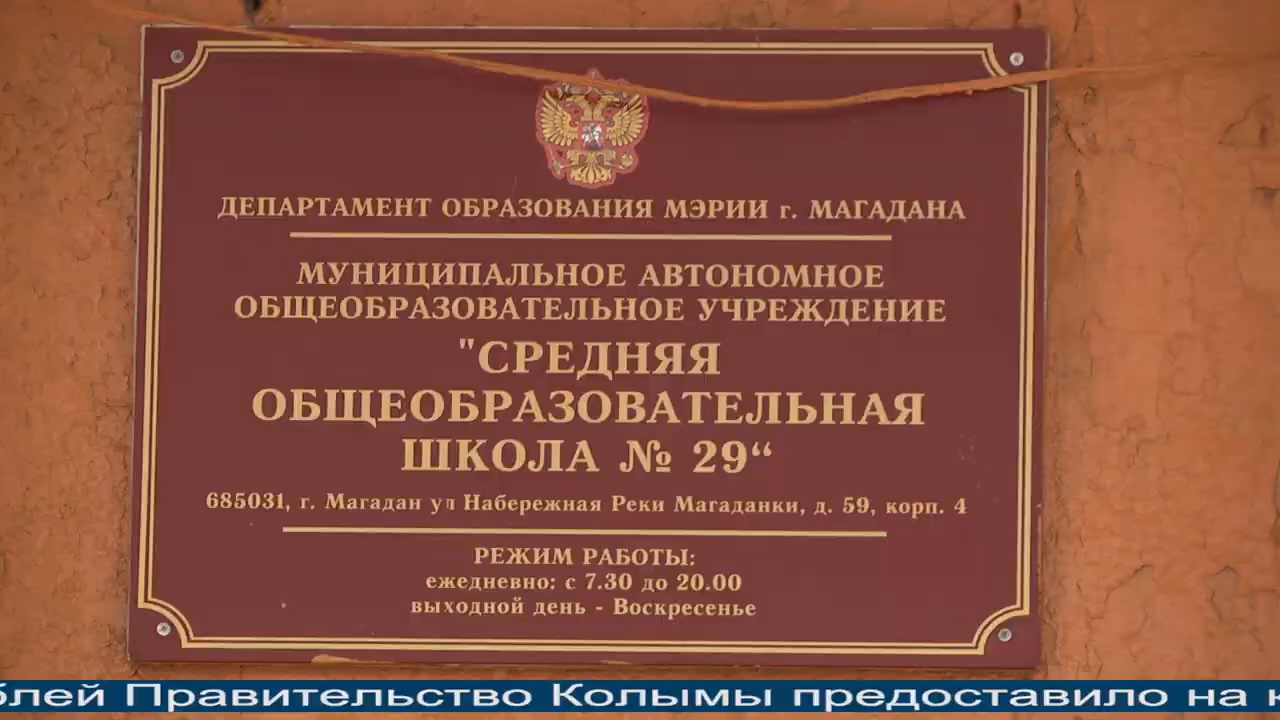 ДЕПАРТАМЕНТ ОБРАЗОВАНИЯ МЭРИИ г. МАГАДАНА
МУНИЦИПАЛЬНОЕ АВТОНОМНОЕ
ОБЩЕОБРАЗОВАТЕЛЬНОЕ УЧРЕЖДЕНИЕ
"СРЕДНЯЯ
ОБЩЕОБРАЗОВАТЕЛЬНАЯ
ШКОЛА № 29“
685031, г. Магадан ул Набережная Реки Магаданки, д. 59, корп. 4
РЕЖИМ РАБОТЫ:
ежедневно: с 7.30 до 20.00
выходной день - Воскресенье
Правительство Колымы предоставило на